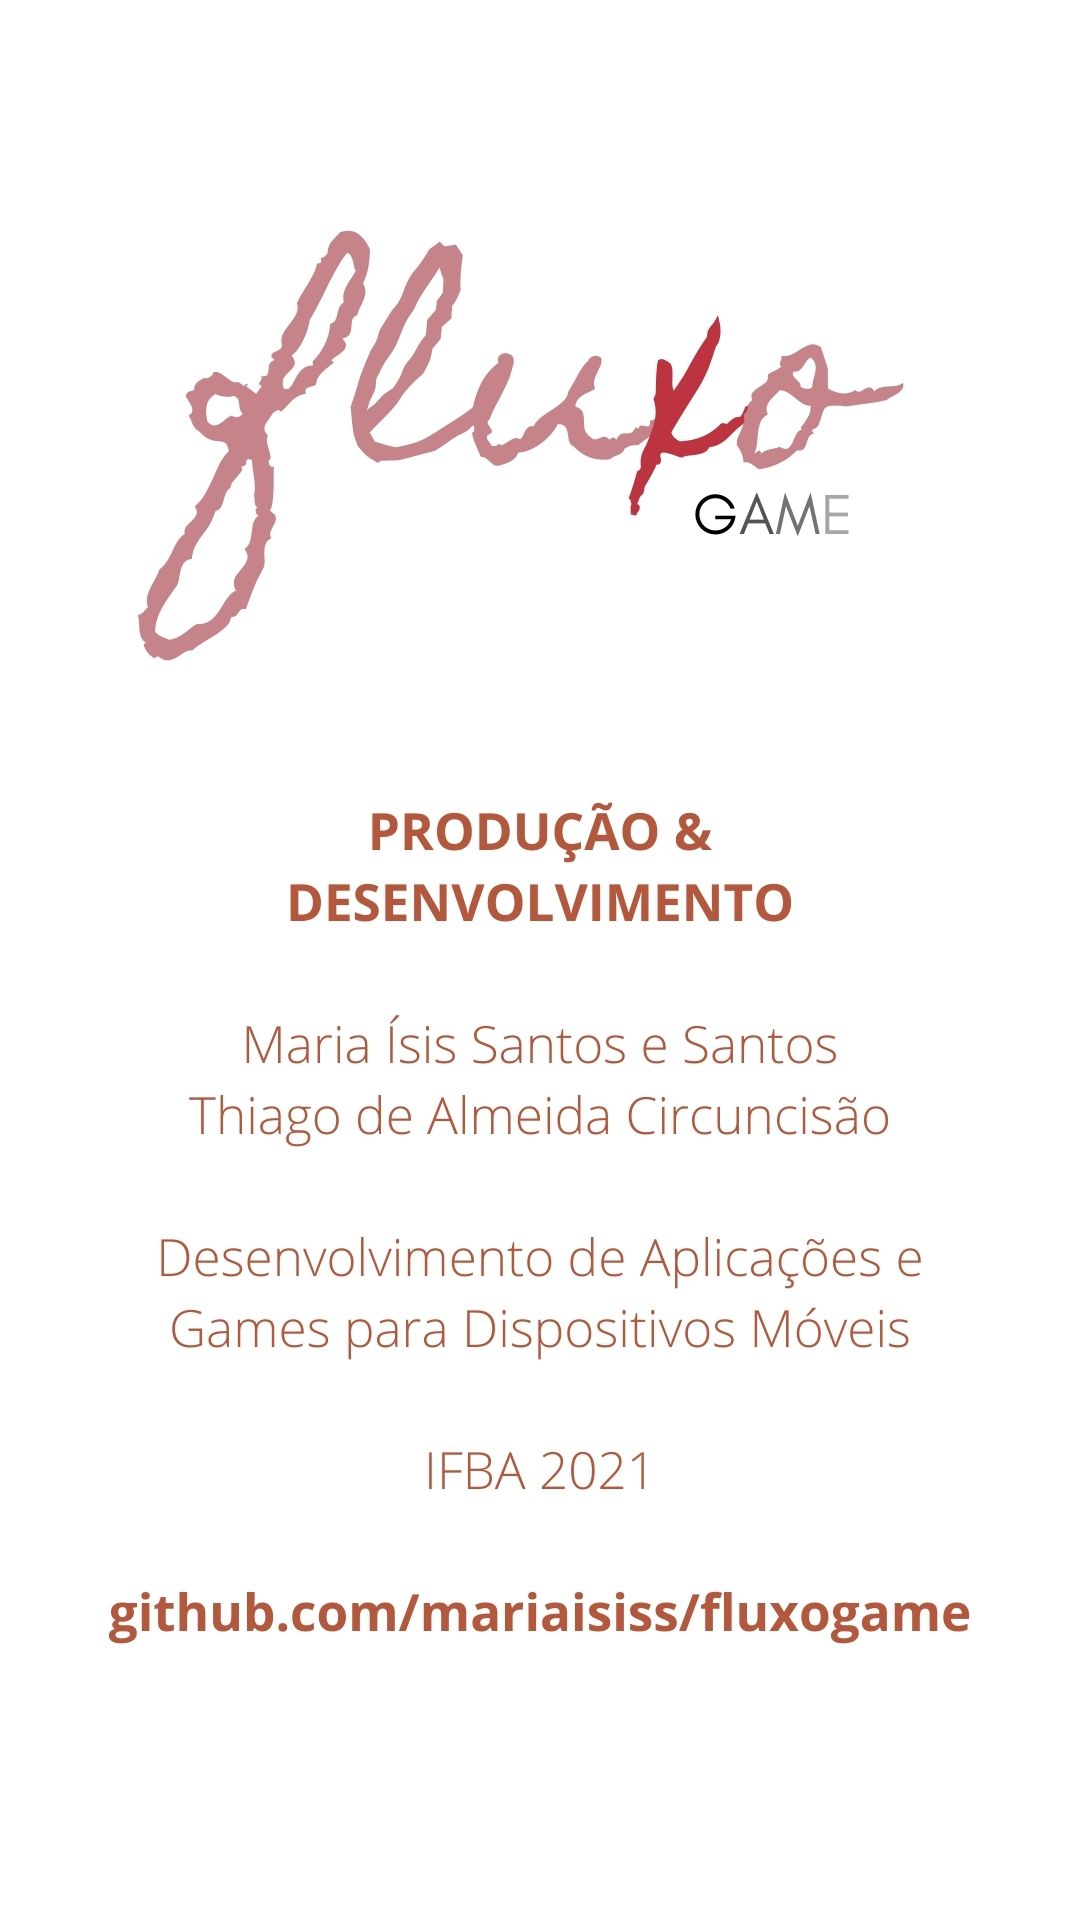 fluxo
GAME
PRODUÇÃO &
DESENVOLVIMENTO
Maria Ísis Santos e Santos
Thiago de Almeida Circuncisão
Desenvolvimento de Aplicações e
Games para Dispositivos Móveis
IFBA 2021
github.com/mariaisiss/fluxogame